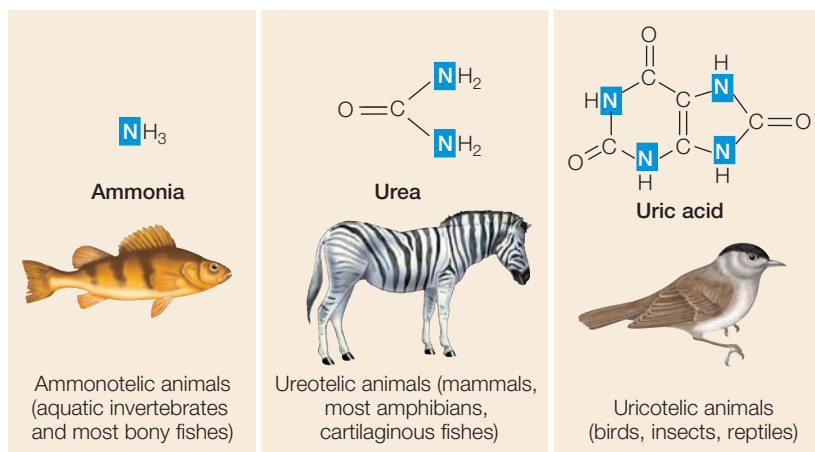 NH3
Ammonia
Ammonotelic animals
(aquatic invertebrates
and most bony fishes)
NH2
O=C
NH2
Urea
Ureotelic animals (mammals,
most amphibians,
cartilaginous fishes)
O
H
C
N
HN
C
C=O
C
C
N
O
N
H
H
Uric acid
Uricotelic animals
(birds, insects, reptiles)